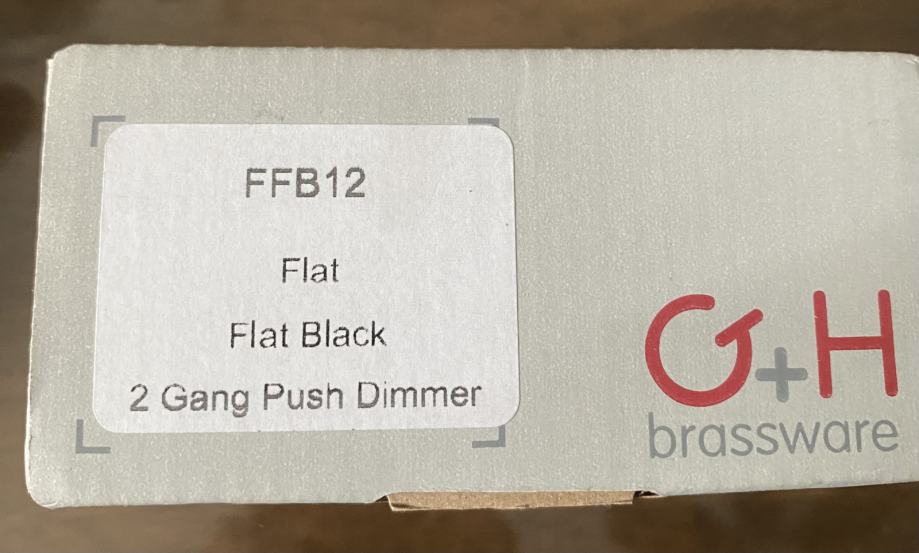 FFB12
Flat
Flat Black
2 Gang Push Dimmer
G+H
brassware